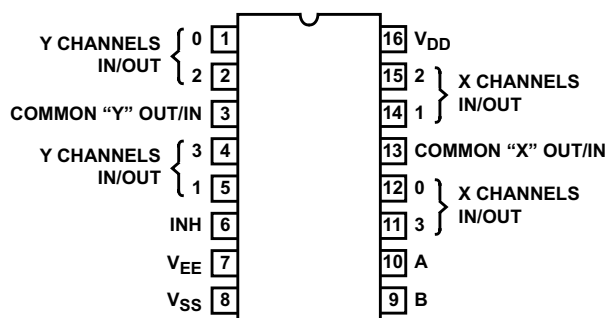 Y CHANNELS
IN/OUT
0 1
2 2
COMMON “Y” OUT/IN 3
Y CHANNELS
IN/OUT
3 4
1 5
INH 6
VEE 7
VSS 8
16 VDD
15 2
14 1
X CHANNELS
IN/OUT
13 COMMON “X” OUT/IN
12 0
11 3
X CHANNELS
IN/OUT
10 A
9 B